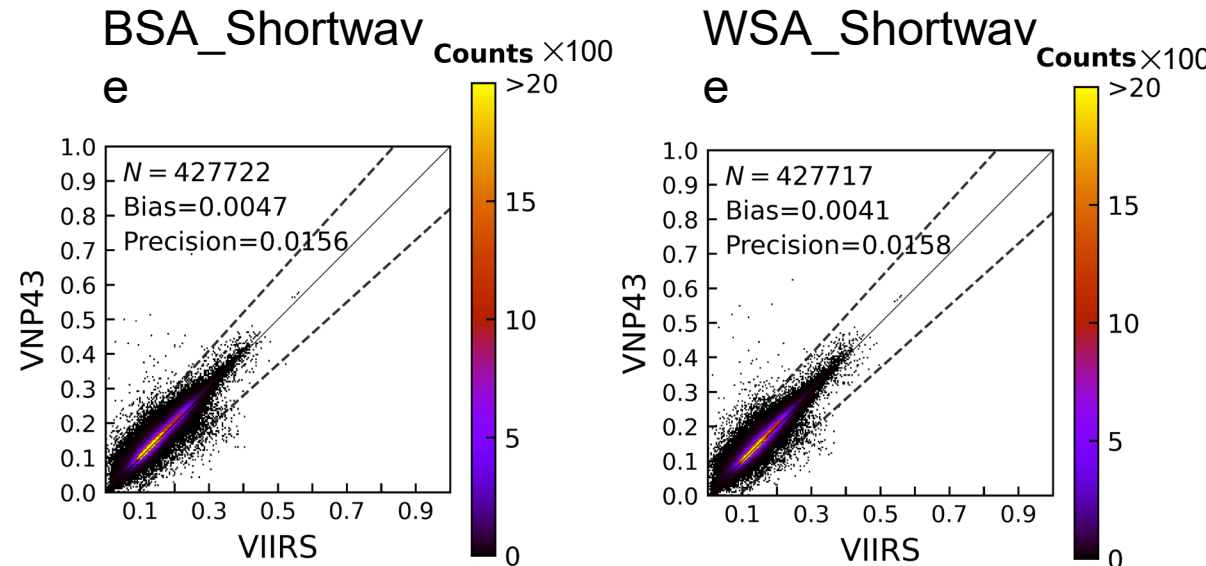 BSA_Shortwav
e
Counts ×100
>20
15
10
5
0
1.0
0.9
0.8
0.7
0.6
0.5
0.4
0.3
0.2
0.1
0.0
N = 427722
Bias=0.0047
Precision=0.0156
VNP43
0.1 0.3 0.5 0.7 0.9
VIIRS
WSA_Shortwav
e
Counts ×100
>20
15
10
5
0
1.0
0.9
0.8
0.7
0.6
0.5
0.4
0.3
0.2
0.1
0.0
N = 427717
Bias=0.0041
Precision=0.0158
VNP43
0.1 0.3 0.5 0.7 0.9
VIIRS